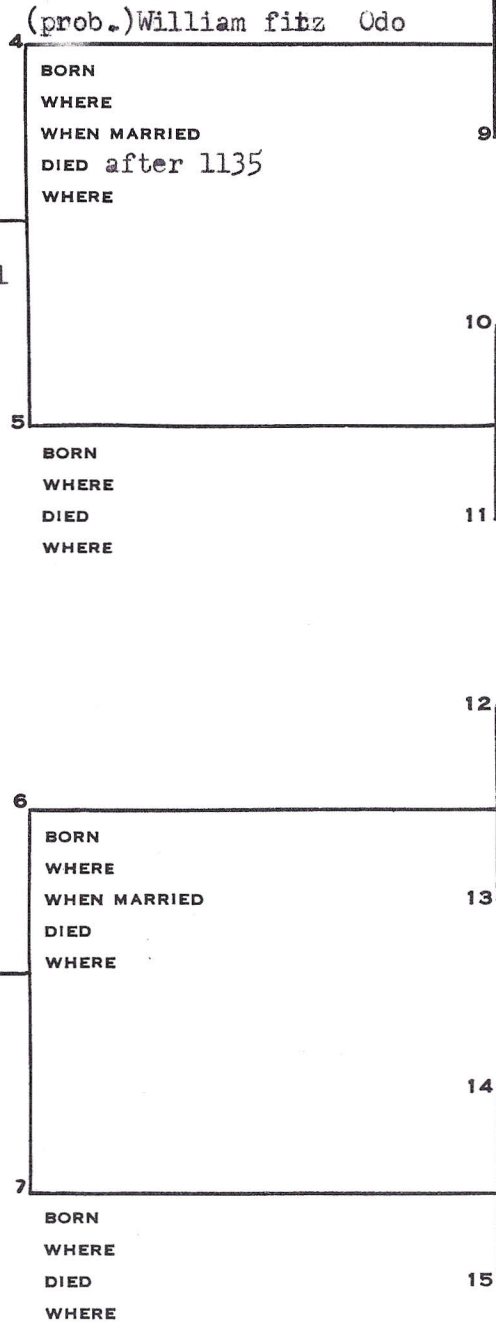 (prob.)William fitz Odo
4
BORN
WHERE
WHEN MARRIED
9
DIED after 1135
WHERE
10
5
BORN
WHERE
DIED
11
WHERE
12
6
BORN
WHERE
WHEN MARRIED
13
DIED
WHERE
14
7
BORN
WHERE
DIED
15
WHERE